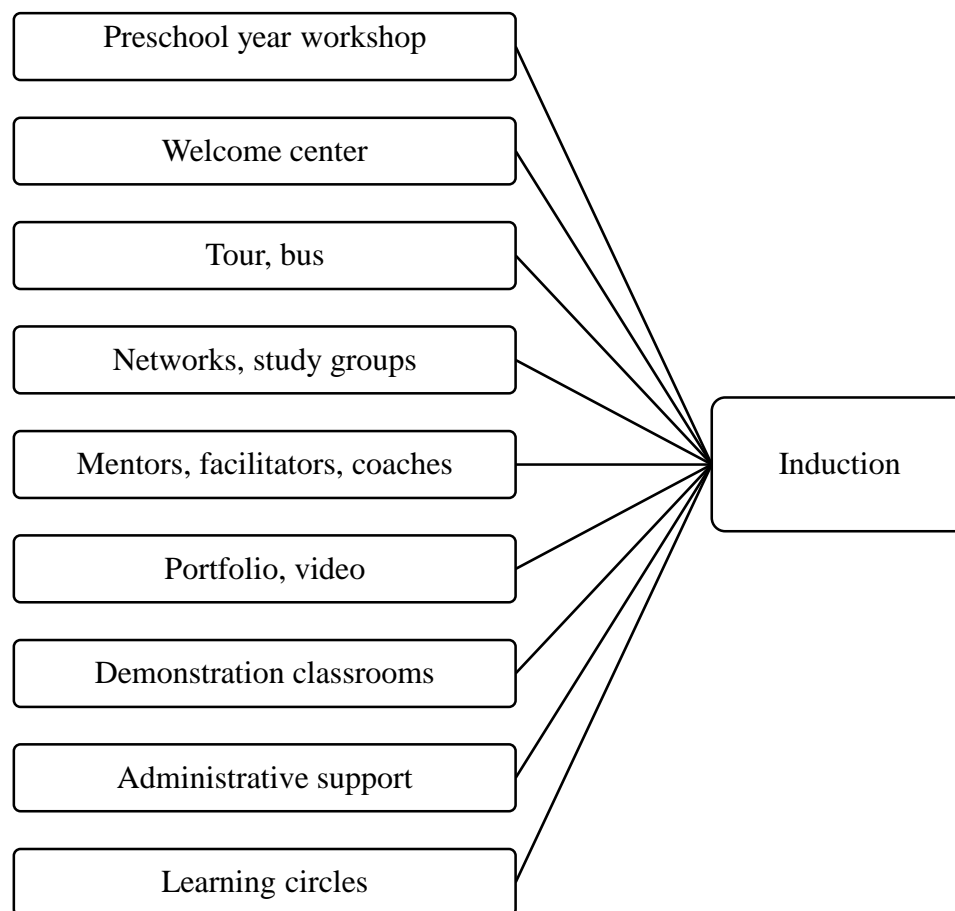 Preschool year workshop
Welcome center
Tour, bus
Networks, study groups
Mentors, facilitators, coaches
Induction
Portfolio, video
Demonstration classrooms
Administrative support
Learning circles